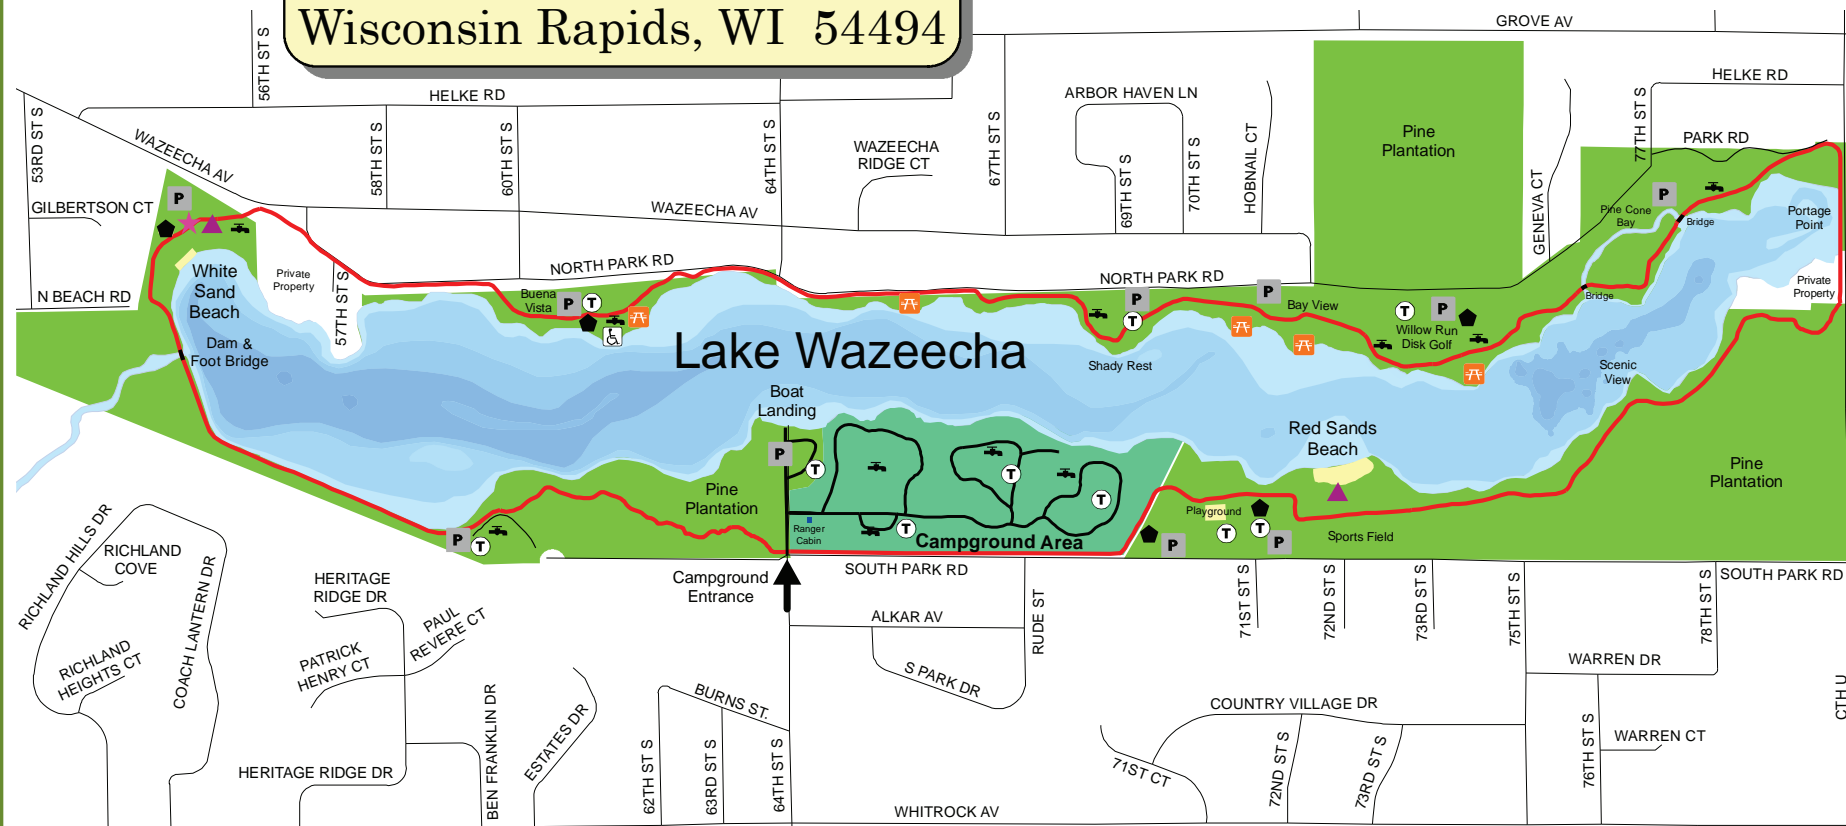 Wisconsin Rapids, WI  54494
GROVE AV
56TH ST S
HELKE RD
HELKE RD
ARBOR HAVEN LN
53RD ST S
WAZEECHA AV
58TH ST S
60TH ST S
64TH ST S
WAZEECHA
RIDGE CT
67TH ST S
69TH ST S
70TH ST S
HOBNAIL CT
Pine
Plantation
GENEVA CT
77TH ST S
PARK RD
GILBERTSON CT
P
WAZEECHA AV
P
Pine Cone
Bay
Bridge
Portage
Point
White
Sand
Beach
Private
Property
57TH ST S
NORTH PARK RD
NORTH PARK RD
N BEACH RD
Buena
Vista
P
T
P
T
P
Bay View
T
P
Willow Run
Disk Golf
Bridge
Private
Property
Dam &
Foot Bridge
Lake Wazeecha
Shady Rest
Scenic
View
Boat
Landing
Red Sands
Beach
P
T
T
T
Pine
Plantation
Pine
Plantation
Ranger
Cabin
T
Campground Area
Playground
T
T
P
P
Sports Field
P
T
RICHLAND HILLS DR
RICHLAND
COVE
COACH LANTERN DR
HERITAGE
RIDGE DR
Campground
Entrance
SOUTH PARK RD
SOUTH PARK RD
ALKAR AV
RUDE ST
71ST ST S
72ND ST S
73RD ST S
75TH ST S
78TH ST S
PAUL
REVERE CT
PATRICK
HENRY CT
RICHLAND
HEIGHTS CT
S PARK DR
WARREN DR
BURNS ST.
COUNTRY VILLAGE DR
CTH U
BEN FRANKLIN DR
ESTATES DR
62TH ST S
63RD ST S
64TH ST S
71ST CT
72ND ST S
73RD ST S
76TH ST S
WARREN CT
HERITAGE RIDGE DR
WHITROCK AV